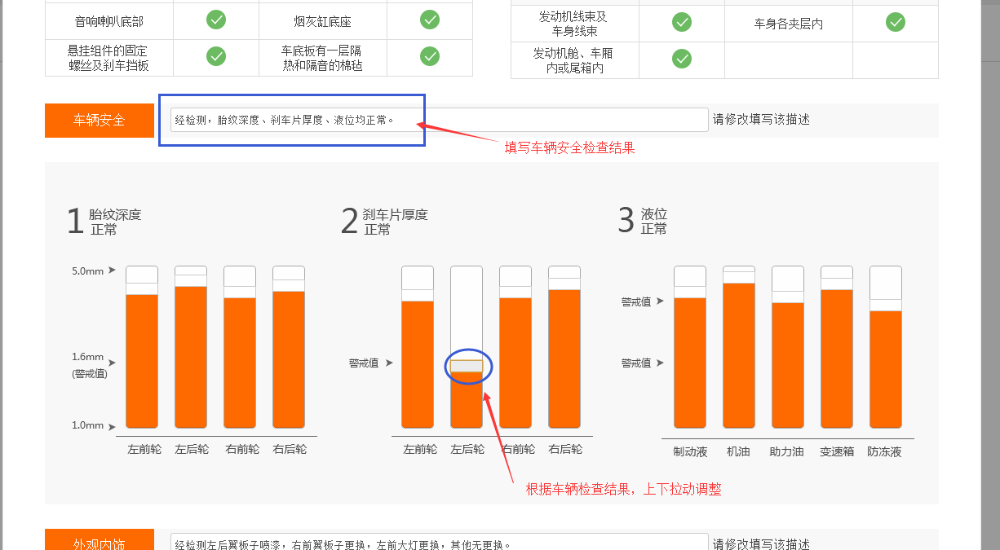 音响喇叭底部
烟灰缸底座
悬挂组件的固定
螺丝及刹车挡板
车底板有一层隔
热和隔音的棉毡
发动机线束及
车身线束
车身各夹层内
发动机舱、车厢
内或尾箱内
车辆安全
经检测，胎纹深度、刹车片厚度、液位均正常。
请修改填写该描述
填写车辆安全检查结果
1 胎纹深度
正常
2 刹车片厚度
正常
3 液位
正常
5.0mm
1.6mm
(警戒值)
1.0mm
左前轮 左后轮 右前轮 右后轮
警戒值
左前轮 左后轮 右前轮 右后轮
警戒值
警戒值
制动液 机油 助力油 变速箱 防冻液
根据车辆检查结果，上下拉动调整
外观内饰
经检测左后翼板子喷漆，右前翼板子更换，左前大灯更换，其他无更换。
请修改填写该描述